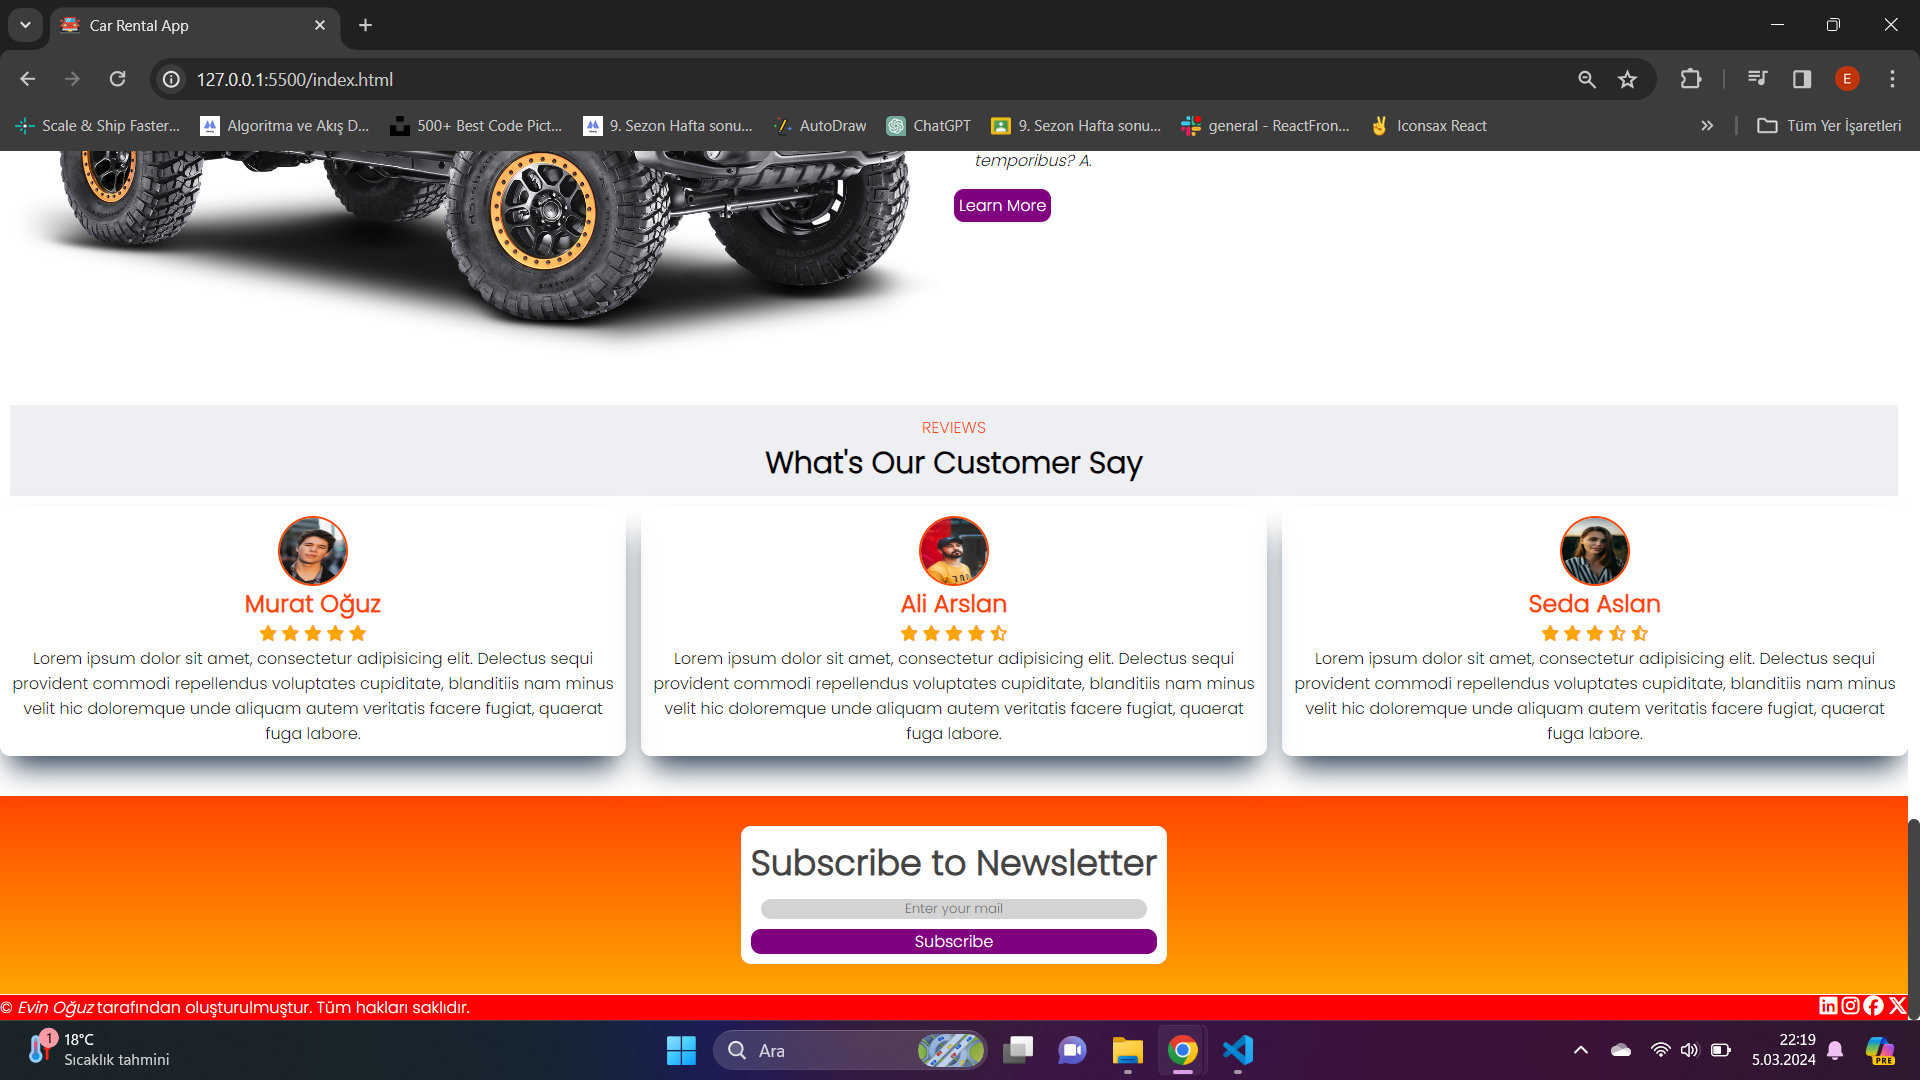 Car Rental App
127.0.0.1:5500/index.html
E
Scale & Ship Faster...
Algoritma ve Akış D...
500+ Best Code Pict...
9. Sezon Hafta sonu...
AutoDraw
ChatGPT
9. Sezon Hafta sonu...
general - ReactFron...
Iconsax React
Tüm Yer İşaretleri
temporibus? A.
Learn More
REVIEWS
What's Our Customer Say
Murat Oğuz
Lorem ipsum dolor sit amet, consectetur adipisicing elit. Delectus sequi
provident commodi repellendus voluptates cupiditate, blanditiis nam minus
velit hic doloremque unde aliquam autem veritatis facere fugiat, quaerat
fuga labore.
Ali Arslan
Lorem ipsum dolor sit amet, consectetur adipisicing elit. Delectus sequi
provident commodi repellendus voluptates cupiditate, blanditiis nam minus
velit hic doloremque unde aliquam autem veritatis facere fugiat, quaerat
fuga labore.
Seda Aslan
Lorem ipsum dolor sit amet, consectetur adipisicing elit. Delectus sequi
provident commodi repellendus voluptates cupiditate, blanditiis nam minus
velit hic doloremque unde aliquam autem veritatis facere fugiat, quaerat
fuga labore.
Subscribe to Newsletter
Enter your mail
Subscribe
© Evin Oğuz tarafından oluşturulmuştur. Tüm hakları saklıdır.
1
18°C
Sıcaklık tahmini
Ara
22:19
5.03.2024
PRE